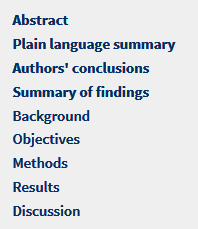 Abstract
Plain language summary
Authors' conclusions
Summary of findings
Background
Objectives
Methods
Results
Discussion